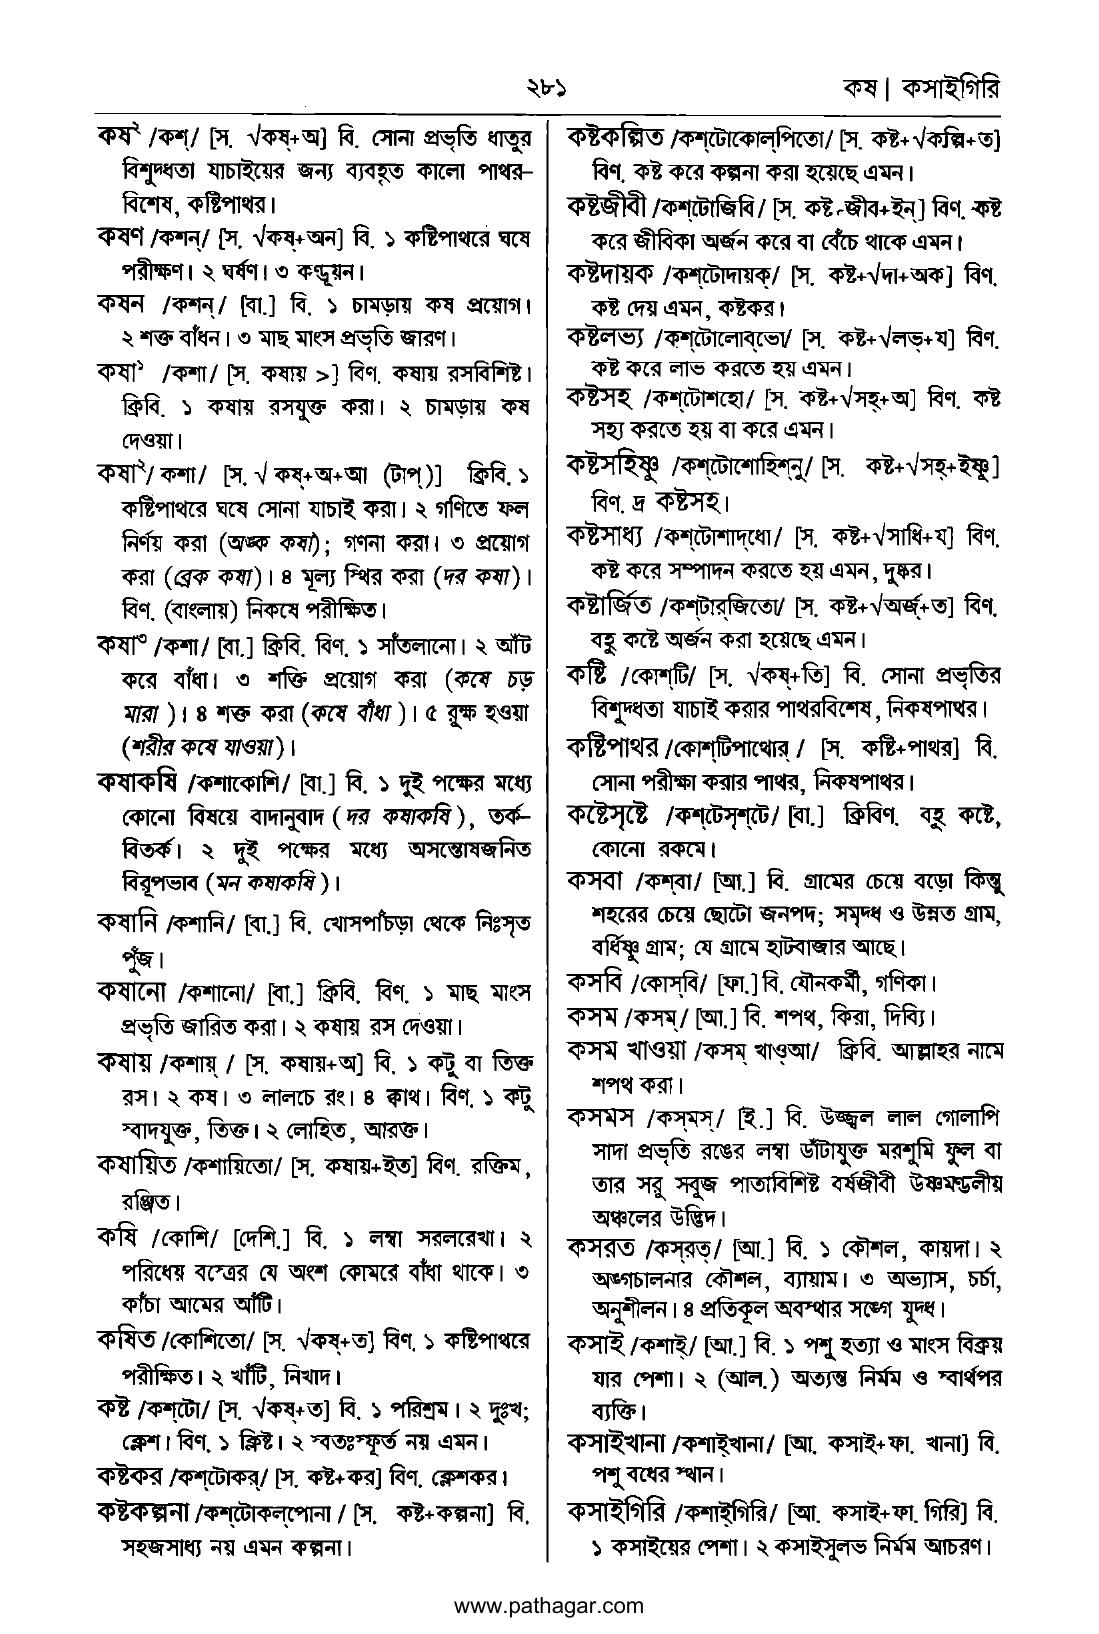 ২৮১
কষ | কসাইগিরি
কষ২ /কশ্/ [স. √কষ্+অ] বি. সোনা প্রভৃতি ধাতুর
বিশুদ্ধতা যাচাইয়ের জন্য ব্যবহৃত কালো পাথর–
বিশেষ, কষ্টিপাথর।
কষণ /কশন্/ [স. √কষ্+অন] বি. ১ কষ্টিপাথরে ঘষে
পরীক্ষণ। ২ ঘর্ষণ। ৩ কণ্ডূয়ন।
কষন /কশন্/ [বা.] বি. ১ চামড়ায় কষ প্রয়োগ।
২ শক্ত বাঁধন। ৩ মাছ মাংস প্রভৃতি জারণ।
কষা১ /কশা/ [স. কষায় >] বিণ. কষায় রসবিশিষ্ট।
ক্রিবি. ১ কষায় রসযুক্ত করা। ২ চামড়ায় কষ
দেওয়া।
কষা২/ কশা/ [স. √ কষ্+অ+আ (টাপ্)] ক্রিবি. ১
কষ্টিপাথরে ঘষে সোনা যাচাই করা। ২ গণিতে ফল
নির্ণয় করা (অঙ্ক কষা); গণনা করা। ৩ প্রয়োগ
করা (ব্রেক কষা)। ৪ মূল্য স্থির করা (দর কষা)।
বিণ. (বাংলায়) নিকষে পরীক্ষিত।
কষা৩ /কশা/ [বা.] ক্রিবি. বিণ. ১ সাঁতলানো। ২ আঁট
করে বাঁধা। ৩ শক্তি প্রয়োগ করা (কষে চড়
মারা )। ৪ শক্ত করা (কষে বাঁধা )। ৫ রুক্ষ হওয়া
(শরীর কষে যাওয়া)।
কষাকষি /কশাকোশি/ [বা.] বি. ১ দুই পক্ষের মধ্যে
কোনো বিষয়ে বাদানুবাদ ( দর কষাকষি ), তর্ক–
বিতর্ক। ২ দুই পক্ষের মধ্যে অসন্তোষজনিত
বিরূপভাব (মন কষাকষি )।
কষানি /কশানি/ [বা.] বি. খোসপাঁচড়া থেকে নিঃসৃত
পুঁজ।
কষানো /কশানো/ [বা.] ক্রিবি. বিণ. ১ মাছ মাংস
প্রভৃতি জারিত করা। ২ কষায় রস দেওয়া।
কষায় /কশায়্ / [স. কষায়+অ] বি. ১ কটু বা তিক্ত
রস। ২ কষ। ৩ লালচে রং। ৪ ক্বাথ। বিণ. ১ কটু
স্বাদযুক্ত, তিক্ত। ২ লোহিত, আরক্ত।
কষায়িত /কশায়িতো/ [স. কষায়+ইত] বিণ. রক্তিম,
রঞ্জিত।
কষি /কোশি/ [দেশি.] বি. ১ লম্বা সরলরেখা। ২
পরিধেয় বস্ত্রের যে অংশ কোমরে বাঁধা থাকে। ৩
কাঁচা আমের আঁটি।
কষিত /কোশিতো/ [স. √কষ্+ত] বিণ. ১ কষ্টিপাথরে
পরীক্ষিত। ২ খাঁটি, নিখাদ।
কষ্ট /কশ্‌টো/ [স. √কষ্+ত] বি. ১ পরিশ্রম। ২ দুঃখ;
ক্লেশ। বিণ. ১ ক্লিষ্ট। ২ স্বতঃস্ফূর্ত নয় এমন।
কষ্টকর /কশ্‌টোকর্/ [স. কষ্ট+কর] বিণ. ক্লেশকর।
কষ্টকল্পনা /কশ্‌টোকল্‌পোনা / [স. কষ্ট+কল্পনা] বি.
সহজসাধ্য নয় এমন কল্পনা।
কষ্টকল্পিত /কশ্‌টোকোল্‌পিতো/ [স. কষ্ট+√কল্পি+ত]
বিণ. কষ্ট করে কল্পনা করা হয়েছে এমন।
কষ্টজীবী /কশ্‌টোজিবি/ [স. কষ্ট-জীব+ইন্] বিণ. কষ্ট
করে জীবিকা অর্জন করে বা বেঁচে থাকে এমন।
কষ্টদায়ক /কশ্‌টোদায়ক্/ [স. কষ্ট+√দা+অক] বিণ.
কষ্ট দেয় এমন, কষ্টকর।
কষ্টলভ্য /কশ্‌টোলোব্‌ভো/ [স. কষ্ট+√লভ্+য] বিণ.
কষ্ট করে লাভ করতে হয় এমন।
কষ্টসহ /কশ্‌টোশহো/ [স. কষ্ট+√সহ্+অ] বিণ. কষ্ট
সহ্য করতে হয় বা করে এমন।
কষ্টসহিষ্ণু /কশ্‌টোশোহিশ্‌নু/ [স. কষ্ট+√সহ্+ইষ্ণু]
বিণ. দ্র কষ্টসহ।
কষ্টসাধ্য /কশ্‌টোশাদ্‌ধো/ [স. কষ্ট+√সাধি+য] বিণ.
কষ্ট করে সম্পাদন করতে হয় এমন, দুষ্কর।
কষ্টার্জিত /কশ্‌টার্‌জিতো/ [স. কষ্ট+√অর্জ্+ত] বিণ.
বহু কষ্টে অর্জন করা হয়েছে এমন।
কষ্টি /কোশ্‌টি/ [স. √কষ্+তি] বি. সোনা প্রভৃতির
বিশুদ্ধতা যাচাই করার পাথরবিশেষ, নিকষপাথর।
কষ্টিপাথর /কোশ্‌টিপাথোর্ / [স. কষ্টি+পাথর] বি.
সোনা পরীক্ষা করার পাথর, নিকষপাথর।
কষ্টেসৃষ্টে /কশ্‌টেসৃশ্‌টে/ [বা.] ক্রিবিণ. বহু কষ্টে,
কোনো রকমে।
কসবা /কশ্‌বা/ [আ.] বি. গ্রামের চেয়ে বড়ো কিন্তু
শহরের চেয়ে ছোটো জনপদ; সমৃদ্ধ ও উন্নত গ্রাম,
বর্ধিষ্ণু গ্রাম; যে গ্রামে হাটবাজার আছে।
কসবি /কোস্‌বি/ [ফা.] বি. যৌনকর্মী, গণিকা।
কসম /কসম্/ [আ.] বি. শপথ, কিরা, দিব্যি।
কসম খাওয়া /কসম্ খাও্আ/ ক্রিবি. আল্লাহর নামে
শপথ করা।
কসমস /কসমস্/ [ই.] বি. উজ্জ্বল লাল গোলাপি
সাদা প্রভৃতি রঙের লম্বা ডাঁটাযুক্ত মরশুমি ফুল বা
তার সরু সবুজ পাতাবিশিষ্ট বর্ষজীবী উষ্ণমণ্ডলীয়
অঞ্চলের উদ্ভিদ।
কসরত /কস্‌রত্/ [আ.] বি. ১ কৌশল, কায়দা। ২
অঙ্গচালনার কৌশল, ব্যায়াম। ৩ অভ্যাস, চর্চা,
অনুশীলন। ৪ প্রতিকূল অবস্থার সঙ্গে যুদ্ধ।
কসাই /কশাই্/ [আ.] বি. ১ পশু হত্যা ও মাংস বিক্রয়
যার পেশা। ২ (আল.) অত্যন্ত নির্মম ও স্বার্থপর
ব্যক্তি।
কসাইখানা /কশাই্খানা/ [আ. কসাই+ফা. খানা] বি.
পশু বধের স্থান।
কসাইগিরি /কশাই্গিরি/ [আ. কসাই+ফা. গিরি] বি.
১ কসাইয়ের পেশা। ২ কসাইসুলভ নির্মম আচরণ।
www.pathagar.com